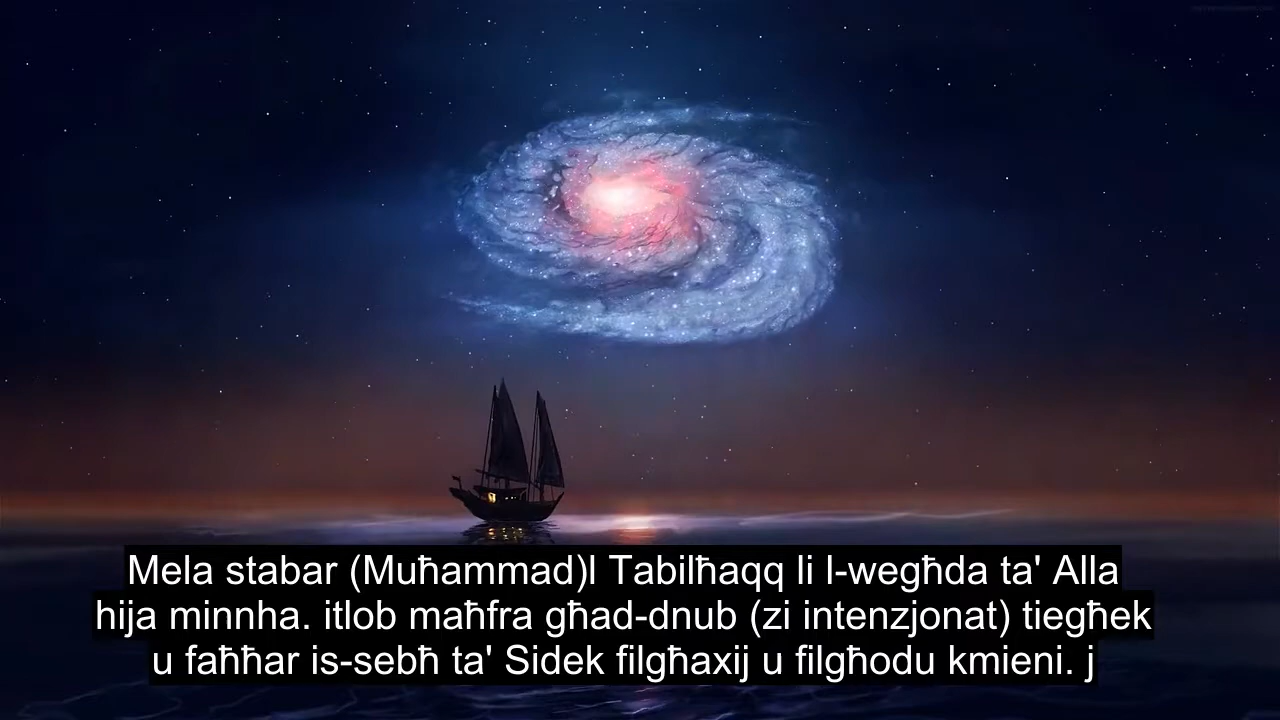 Mela stabar (Muħammad)l Tabilħaqq li l-wegħda ta' Alla
hija minnha. itlob maħfra għad-dnub (zi intenzjonat) tiegħek
u faħħar is-sebħ ta' Sidek filgħaxij u filgħodu kmieni. j